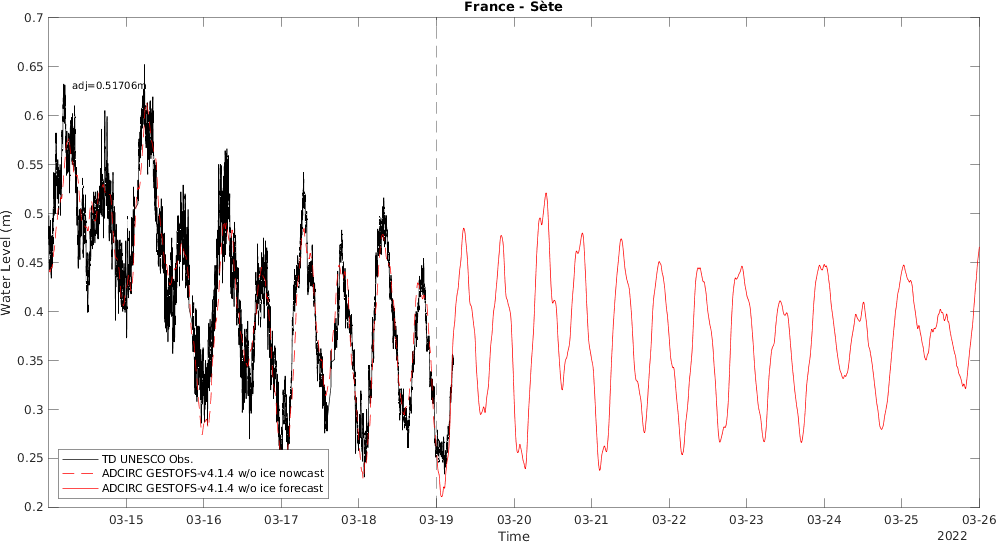 France - Sète
0.7
0.65
0.6
0.55
0.5
0.45
0.4
0.35
0.3
0.25
0.2
Water Level (m)
adj=0.51706m
TD UNESCO Obs.
ADCIRC GESTOFS-v4.1.4 w/o ice nowcast
ADCIRC GESTOFS-v4.1.4 w/o ice forecast
03-15 03-16 03-17 03-18 03-19 03-20 03-21 03-22 03-23 03-24 03-25 03-26
Time
2022